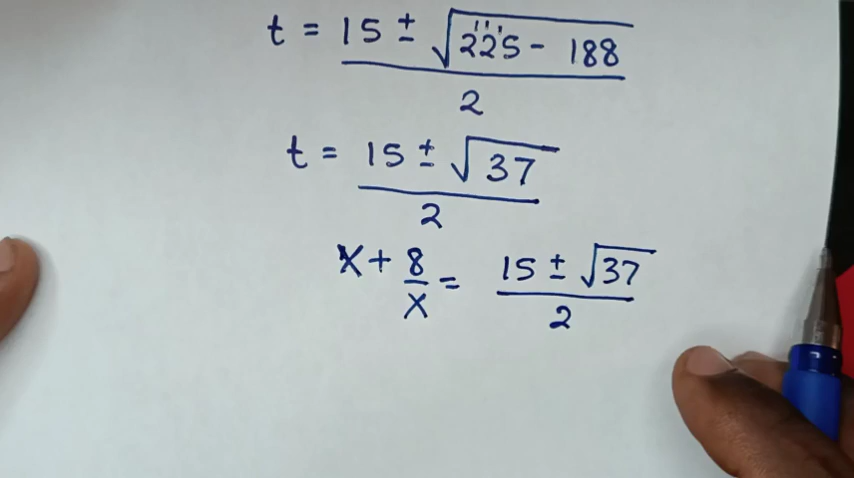 t = (15 ± √(225 - 188))/2
t = (15 ± √37)/2
x + 8/x = (15 ± √37)/2